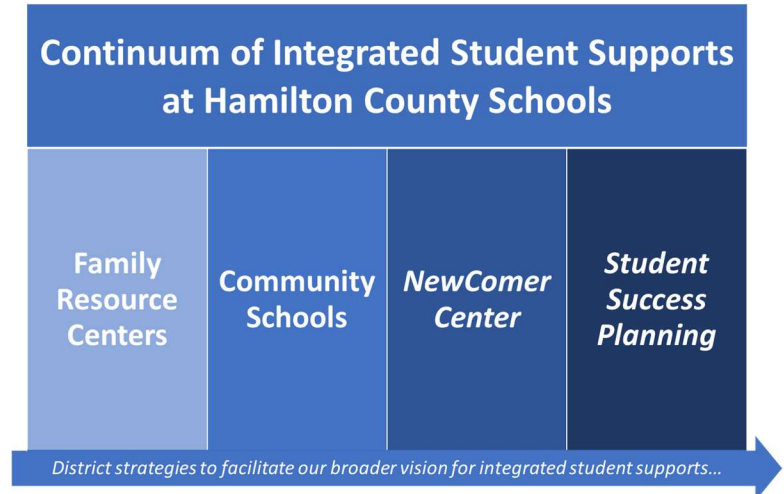 Continuum of Integrated Student Supports
at Hamilton County Schools
Family
Resource
Centers
Community
Schools
NewComer
Center
Student
Success
Planning
District strategies to facilitate our broader vision for integrated student supports...